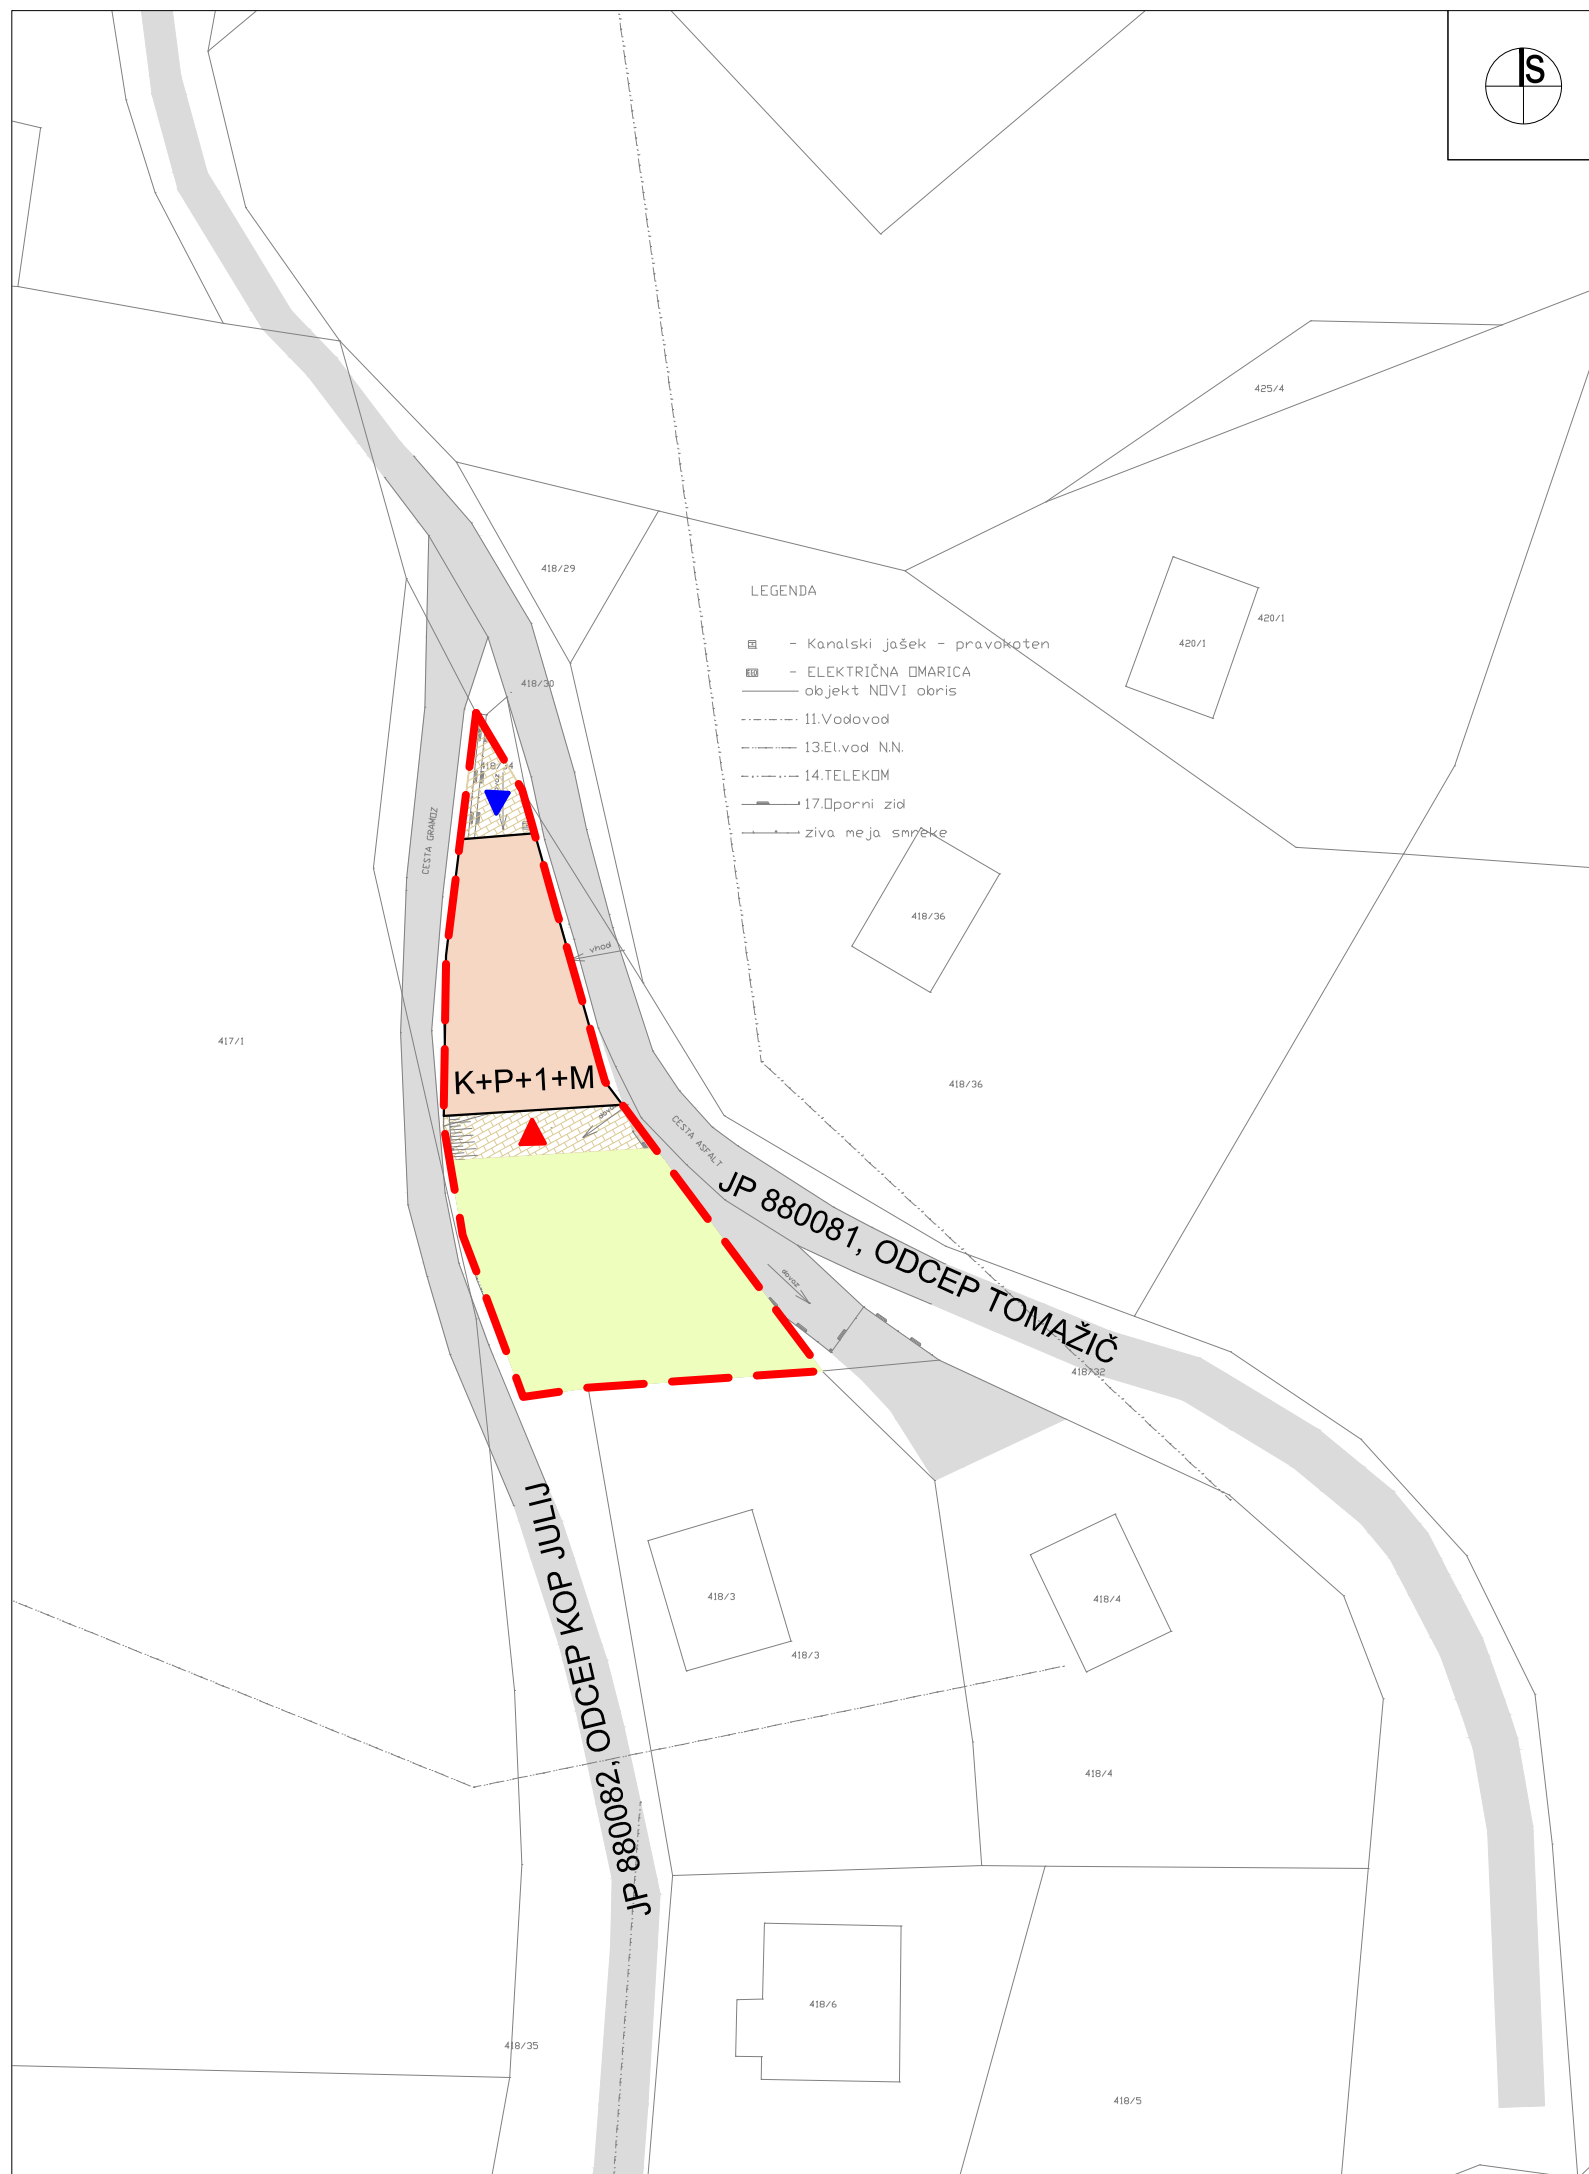 S
425/4
418/29
420/1
420/1
418/30
LEGENDA
- Kanalski jašek - pravokoten
- ELEKTRIČNA OMARICA
objekt NOVI obris
11.Vodovod
13.El.vod N.N.
14.TELEKOM
17.Oporni zid
ziva meja smreke
CESTA GRAMOZ
418/36
vhod
417/1
K+P+1+M
418/36
CESTA ASFALT
JP 880081, ODCEP TOMAŽIČ
dovoz
418/32
JP 880082, ODCEP KOP JULIJ
418/3
418/4
418/3
418/4
418/6
418/35
418/5